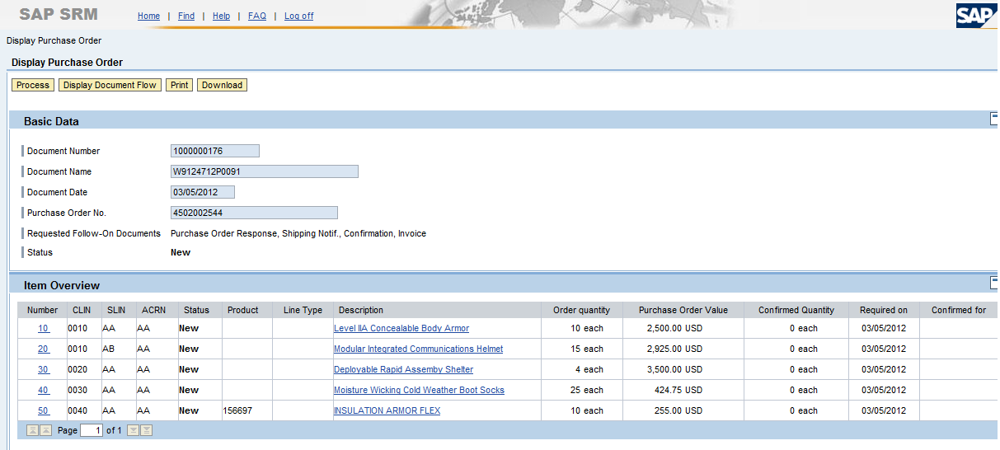 SAP SRM Home | Find | Help | FAQ | Log off SAP
Display Purchase Order
Display Purchase Order
Process Display Document Flow Print Download
Basic Data
Document Number 1000000176
Document Name W9124712P0091
Document Date 03/05/2012
Purchase Order No. 4502002544
Requested Follow-On Documents Purchase Order Response, Shipping Notif., Confirmation, Invoice
Status New
Item Overview
Number CLIN SLIN ACRN Status Product Line Type Description Order quantity Purchase Order Value Confirmed Quantity Required on Confirmed for
10 0010 AA AA New Level IIA Concealable Body Armor 10 each 2,500.00 USD 0 each 03/05/2012
20 0010 AB AA New Modular Integrated Communications Helmet 15 each 2,925.00 USD 0 each 03/05/2012
30 0020 AA AA New Deployable Rapid Assemby Shelter 4 each 3,500.00 USD 0 each 03/05/2012
40 0030 AA AA New Moisture Wicking Cold Weather Boot Socks 25 each 424.75 USD 0 each 03/05/2012
50 0040 AA AA New 156697 INSULATION ARMOR FLEX 10 each 255.00 USD 0 each 03/05/2012
Page 1 of 1